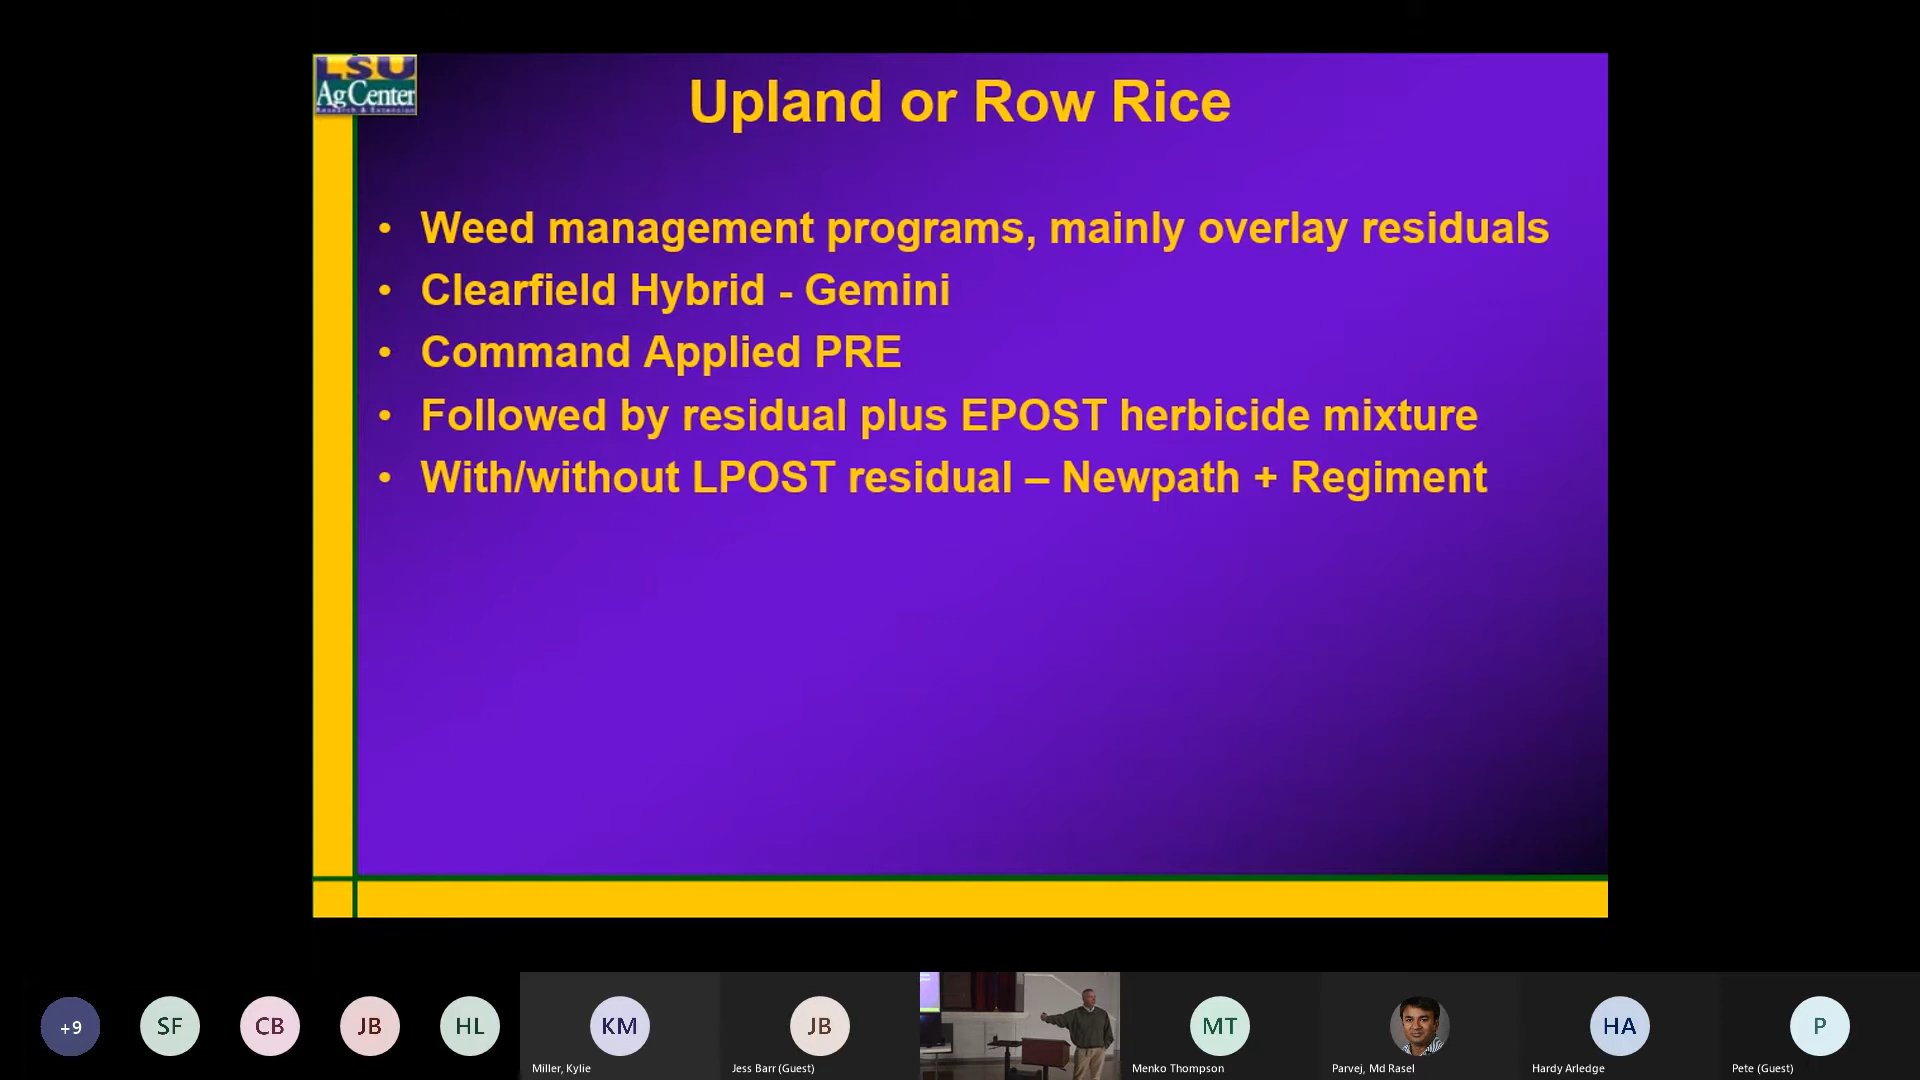 LSU
AgCenter
Research & Extension
Upland or Row Rice
• Weed management programs, mainly overlay residuals
• Clearfield Hybrid - Gemini
• Command Applied PRE
• Followed by residual plus EPOST herbicide mixture
• With/without LPOST residual – Newpath + Regiment
+9
SF
CB
JB
HL
KM
JB
MT
HA
P
Miller, Kylie
Jess Barr (Guest)
Menko Thompson
Parvej, Md Rasel
Hardy Arledge
Pete (Guest)